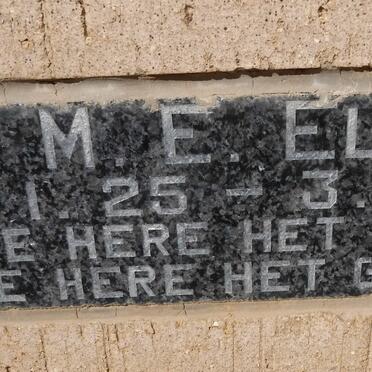 M. E. EL
1. 25 – 3.
E HERE HET
E HERE HET G